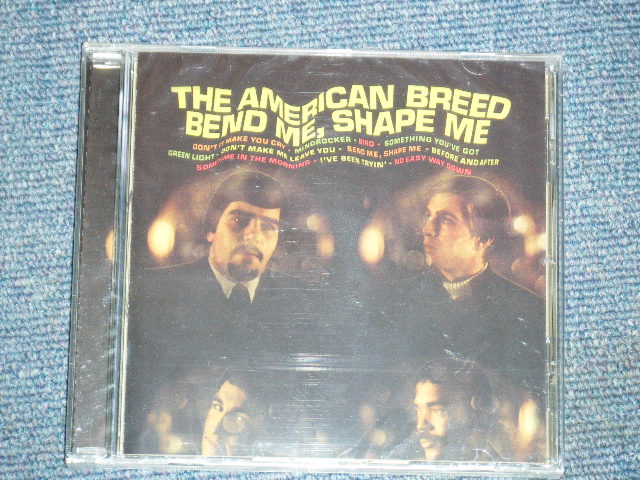 THE AMERICAN BREED
BEND ME, SHAPE ME
DON'T IT MAKE YOU CRY - MINDROCKER - BIRD - SOMETHING YOU'VE GOT
GREEN LIGHT - DON'T MAKE ME LEAVE YOU - BEND ME, SHAPE ME - BEFORE AND AFTER
SOMETIME IN THE MORNING - I'VE BEEN TRYIN' - NO EASY WAY DOWN